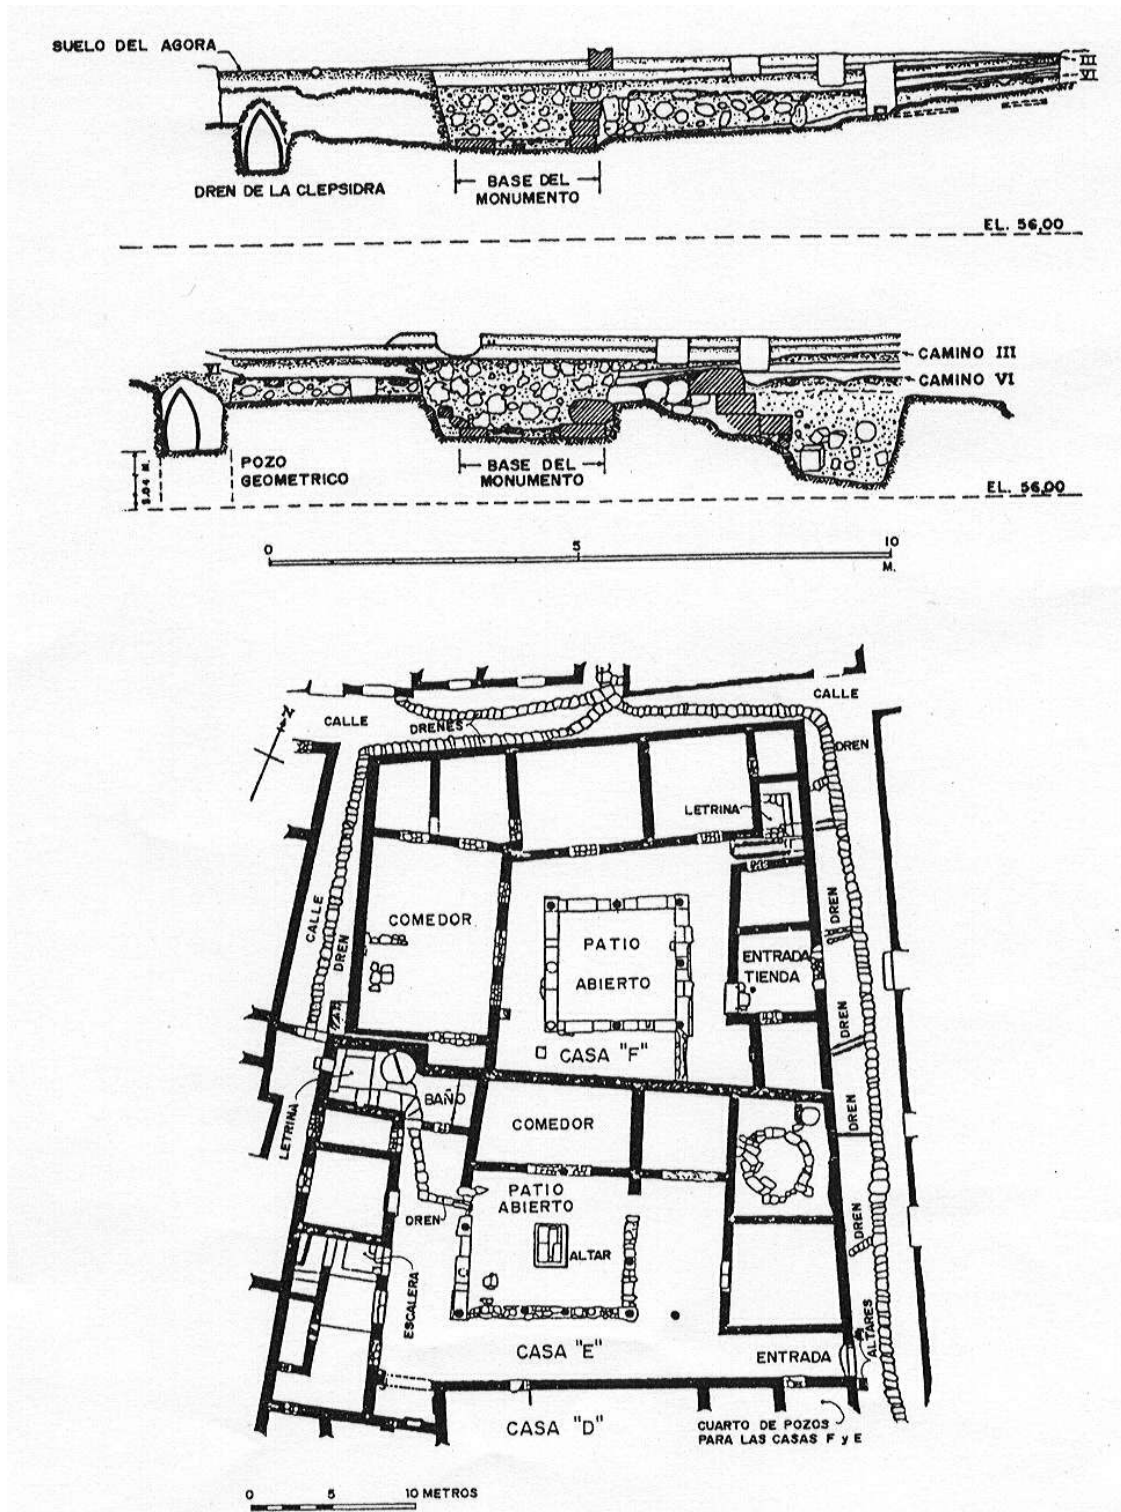 SUELO DEL AGORA
III
VI
DREN DE LA CLEPSIDRA
BASE DEL
MONUMENTO
EL. 56,00
VI
CAMINO III
CAMINO VI
POZO
GEOMETRICO
BASE DEL
MONUMENTO
EL. 56,00
0
5
10
M.
CALLE
CALLE
N
DRENES
DREN
LETRINA
CALLE
DREN
COMEDOR
PATIO
ABIERTO
DREN
ENTRADA
TIENDA
DREN
CASA "F"
BAÑO
LETRINA
COMEDOR
DREN
PATIO
ABIERTO
DREN
ALTAR
DREN
ESCALERA
CASA "E"
ENTRADA
ALTARES
CASA "D"
CUARTO DE POZOS
PARA LAS CASAS F y E
0
5
10 METROS